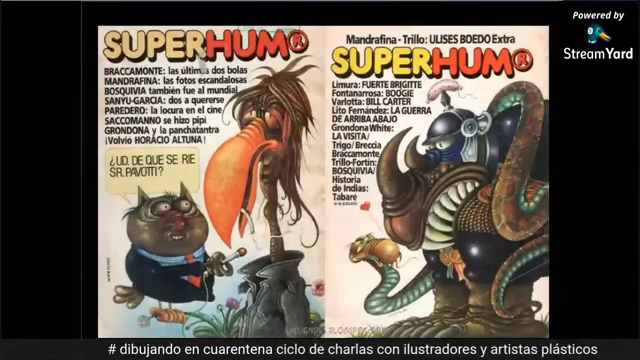 Powered by
StreamYard
SUPERHUM®
BRACCAMONTE: las últimas dos bolas
MANDRAFINA: las fotos escandalosas
BOSQUIVIA también fue al mundial
SANYU-GARCIA: dos a quererse
PAREDERO: la locura en el cine
SACCOMANNO se hizo pipí
GRONDONA y la panchatantra
¡Volvió HORACIO ALTUNA!
¿UD. DE QUE SE RIE
SR. PAVOTTI?
Mandrafina - Trillo: ULISES BOEDO Extra
SUPERHUM®
Limura: FUERTE BRIGITTE
Fontanarrosa: BOOGIE
Varlotta: BILL CARTER
Lito Fernández: LA GUERRA
DE ARRIBA ABAJO
GrondonaWhite:
LA VISITA/
Trigo/Breccia
Braccamonte
Trillo-Fortín:
BOSQUIVIA/
Historia
de Indias:
Tabaré
# dibujando en cuarentena ciclo de charlas con ilustradores y artistas plásticos